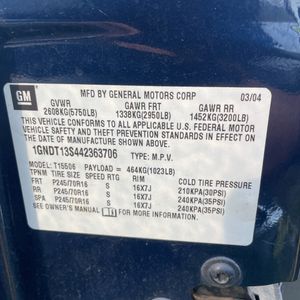 GM
MFD BY GENERAL MOTORS CORP 03/04
GVWR GAWR FRT GAWR RR
2608KG(5750LB) 1338KG(2950LB) 1452KG(3200LB)
THIS VEHICLE CONFORMS TO ALL APPLICABLE U.S. FEDERAL MOTOR
VEHICLE SAFETY AND THEFT PREVENTION STANDARDS IN EFFECT ON
THE DATE OF MANUFACTURE SHOWN ABOVE.
1GNDT13S442363706 TYPE: M.P.V.
MODEL: T15506 PAYLOAD = 464KG(1023LB)
TPNM TIRE SIZE SPEED RTG RIM COLD TIRE PRESSURE
FRT P245/70R16 S 16X7J 210KPA(30PSI)
RR P245/70R16 S 16X7J 240KPA(35PSI)
SPA P245/70R16 S 16X7J 240KPA(35PSI)
SEE OWNER'S MANUAL